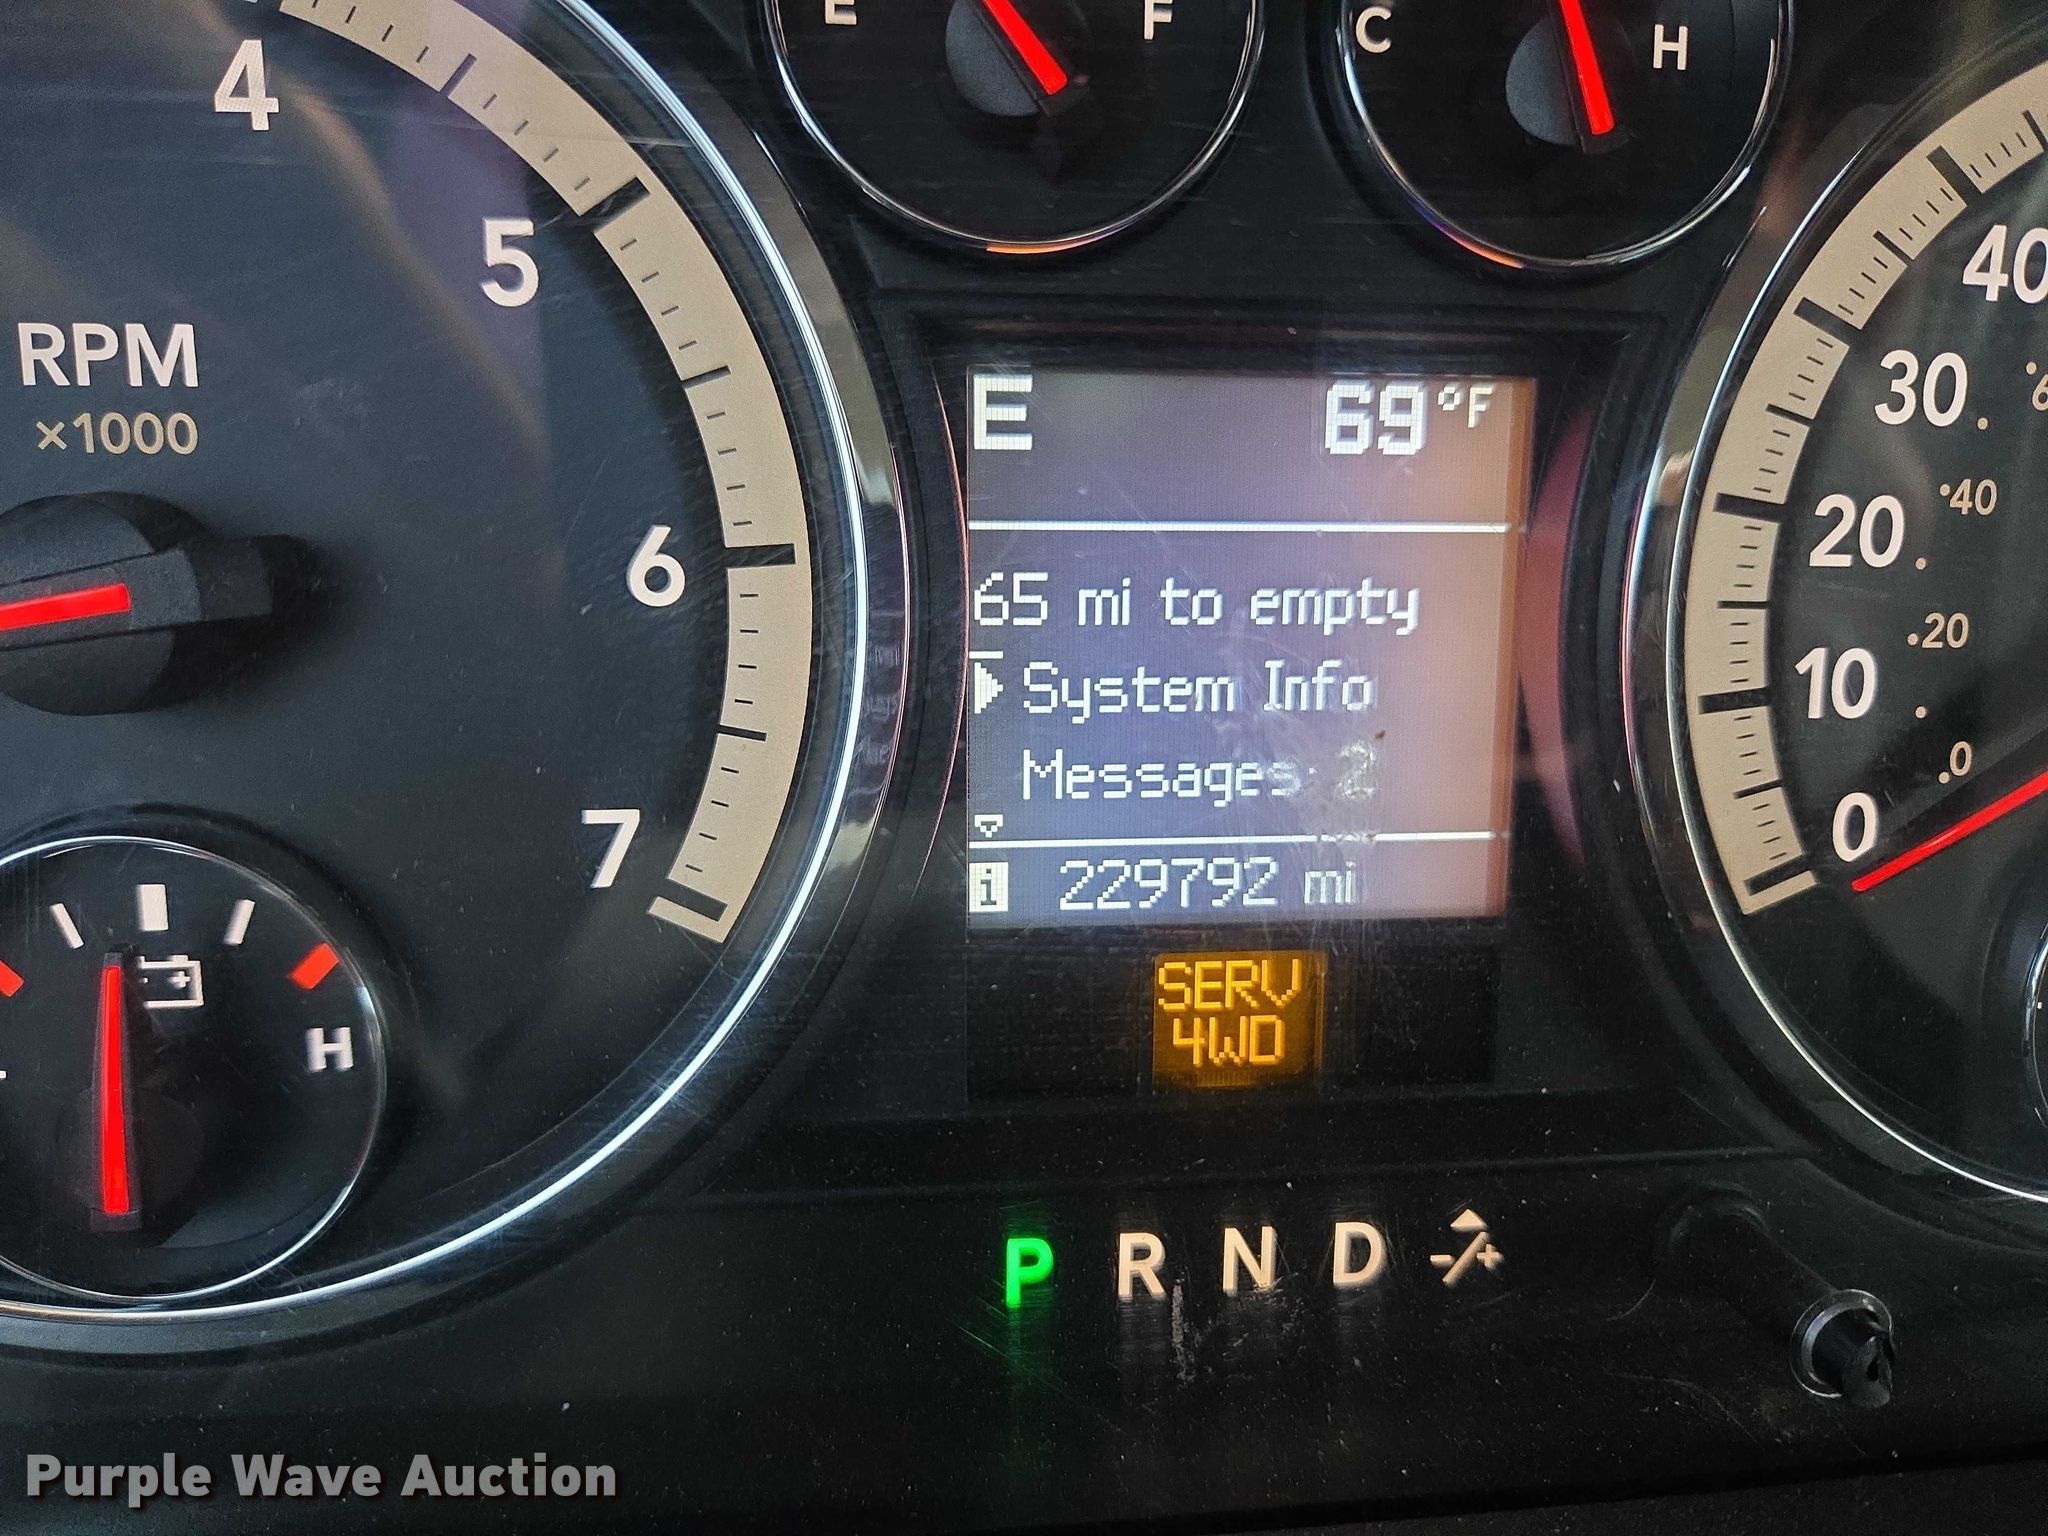 E
F
C
H
4
5
6
7
RPM
×1000
E
69°F
65 mi to empty
System Info
Messages: 2
i
229792 mi
SERV
4WD
P R N D -/+
H
40
30
20
10
0
40
20
0
Purple Wave Auction